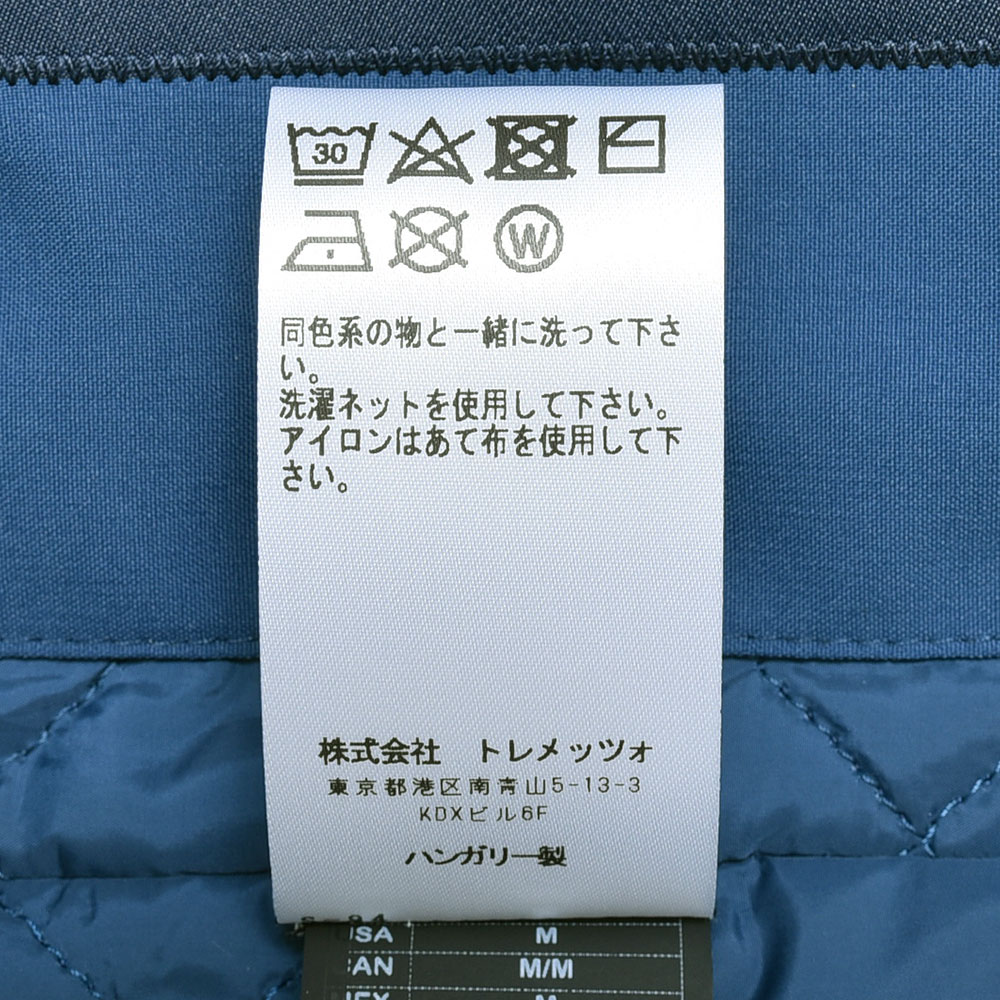 30
W
同色系の物と一緒に洗って下さ
い。
洗濯ネットを使用して下さい。
アイロンはあて布を使用して下
さい。
株式会社 トレメッツォ
東京都港区南青山5-13-3
KDXビル6F
ハンガリー製
M
M/M
M